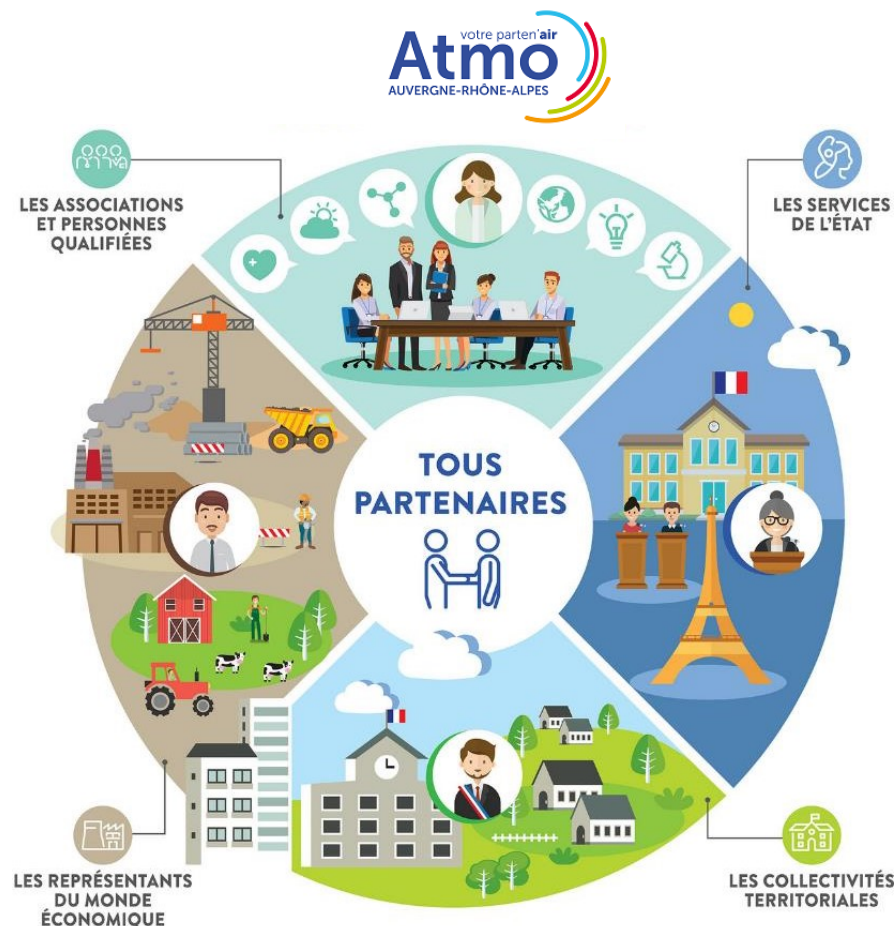 votre parten'air
Atmo
AUVERGNE-RHÔNE-ALPES
LES ASSOCIATIONS
ET PERSONNES
QUALIFIÉES
LES SERVICES
DE L'ÉTAT
TOUS
PARTENAIRES
LES REPRÉSENTANTS
DU MONDE
ÉCONOMIQUE
LES COLLECTIVITÉS
TERRITORIALES